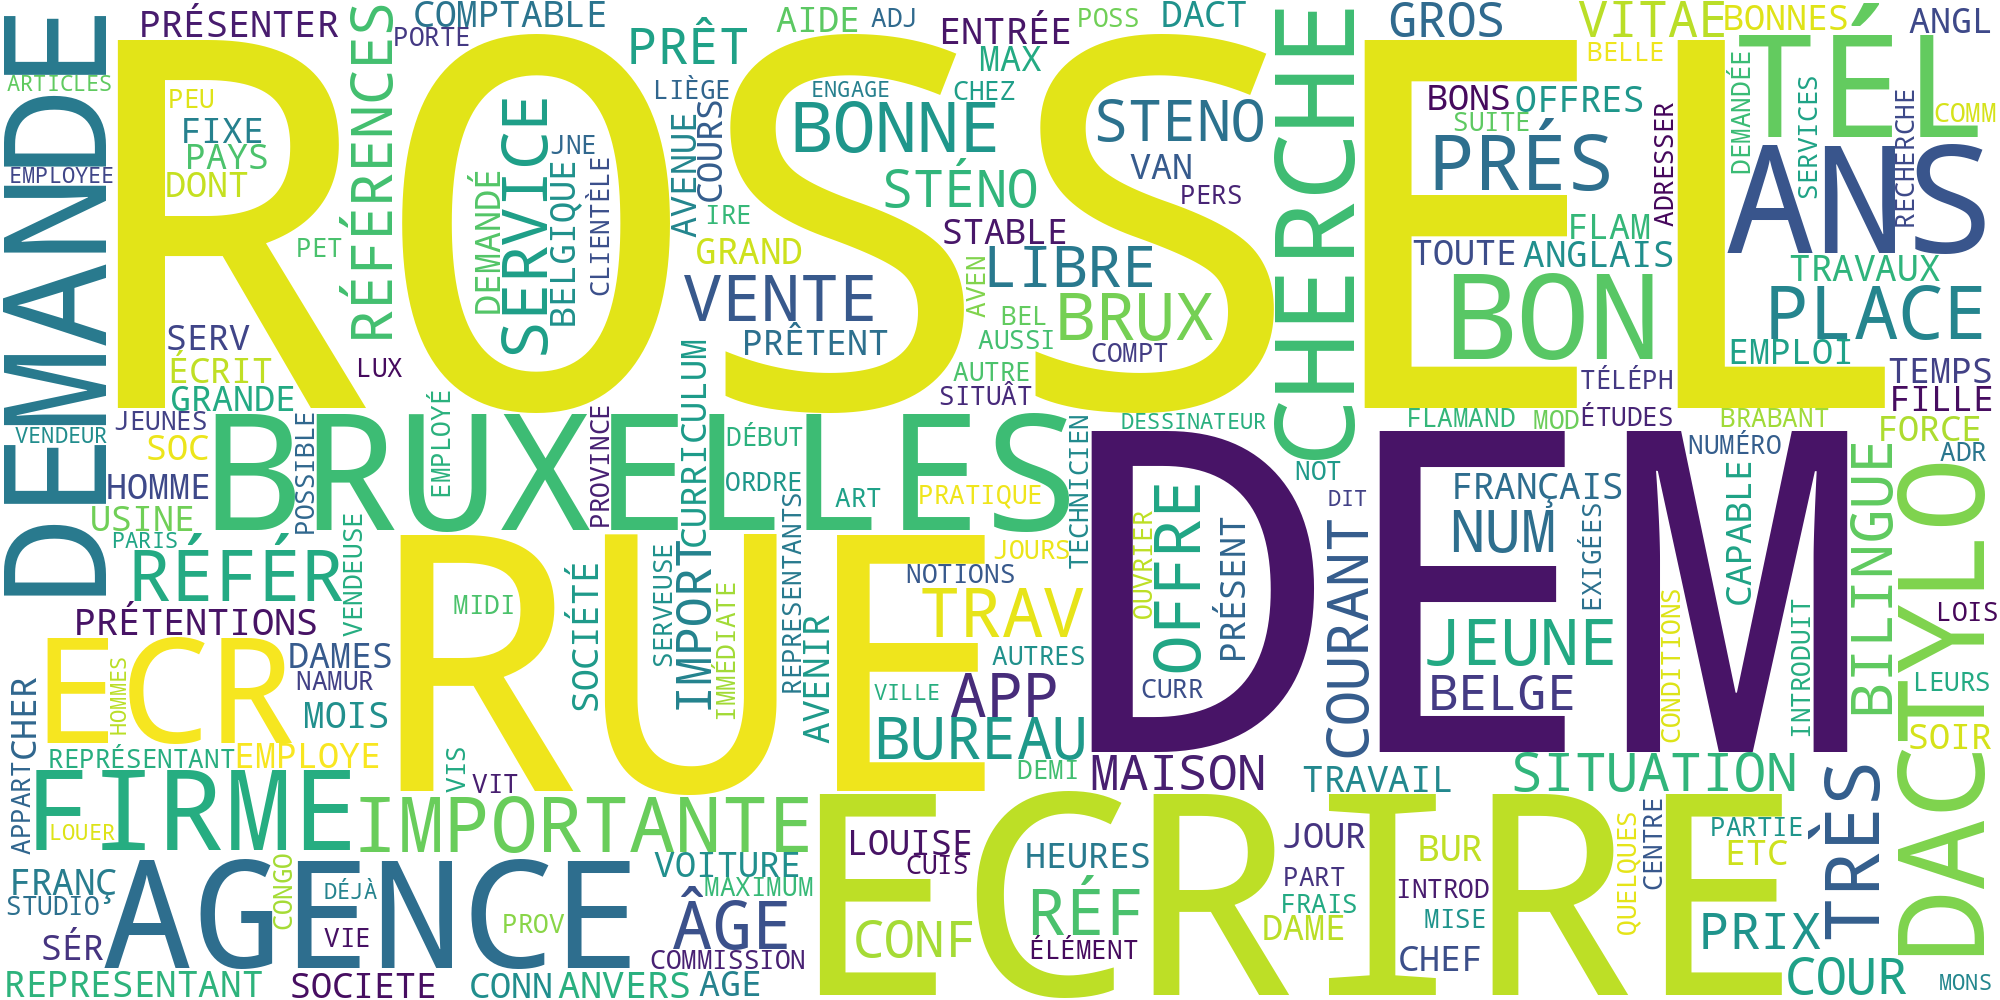 DEMANDE
PRÉSENTER
ARTICLES
ROSSEL
RÉFÉRENCES
COMPTABLE
PORTE
PRÊT
AIDE
ADJ
ENTRÉE
MAX
POSS
DACT
CHERCHE
GROS
VITAE
BONNES
ANGL
BELLE
TÉL
PEU
FIXE
PAYS
DONT
EMPLOYEE
PET
SERVICE
DEMANDÉ
JNE
BELGIQUE
CLIENTÈLE
LIÈGE
AVENUE
COURS
ENGAGE
CHEZ
BONNE
STENO
VAN
PERS
STÉNO
IRE
GRAND
STABLE
LIBRE
VENTE
PRÊTENT
AVEN
BEL
BRUX
AUSSI
COMPT
AUTRE
SITUÂT
BONS
OFFRES
SUITE
PRÉS
FLAM
TOUTE
ANGLAIS
ADRESSER
DEMANDÉE
SERVICES
RECHERCHE
COMM
ANS
TRAVAUX
BON
PLACE
EMPLOI
TÉLÉPH
TEMPS
FILLE
SERV
ÉCRIT
LUX
GRANDE
JEUNES
VENDEUR
SOC
HOMME
USINE
PARIS
BRUXELLES
POSSIBLE
EMPLOYÉ
PROVINCE
CURRICULUM
DÉBUT
ORDRE
ART
PRATIQUE
TECHNICIEN
DESSINATEUR
FLAMAND
MOD
ÉTUDES
BRABANT
FORCE
NUMÉRO
ADR
NOT
DIT
DEM
FRANÇAIS
NUM
EXIGÉES
CAPABLE
BILINGUE
DACTYLO
RÉFÉR
VENDEUSE
PRÉTENTIONS
RUE
MIDI
SOCIÉTÉ
SERVEUSE
IMPORT
IMMÉDIATE
REPRESENTANTS
AVENIR
JOURS
NOTIONS
TRAV
AUTRES
VILLE
APP
BUREAU
DEMI
OUVRIER
OFFRE
PRÉSENT
CURR
COURANT
JEUNE
BELGE
CONDITIONS
INTRODUIT
LOIS
LEURS
SOIR
ECR
HOMMES
DAMES
NAMUR
MOIS
CHER
REPRÉSENTANT
EMPLOYE
VIS
VIT
APPART
FIRME
LOUER
IMPORTANTE
MAISON
TRAVAIL
SITUATION
TRÈS
ECRIRE
LOUISE
CUIS
HEURES
JOUR
BUR
QUELQUES
CENTRE
PARTIE
ETC
FRANÇ
STUDIO
AGENCE
CONGO
DÉJÀ
VIE
PROV
VOITURE
MAXIMUM
ÂGE
COMMISSION
CONF
RÉF
ÉLÉMENT
PART
FRAIS
DAME
INTROD
MISE
CHEF
PRIX
COUR
MONS
SÉR
REPRESENTANT
SOCIETE
CONN
ANVERS
AGE